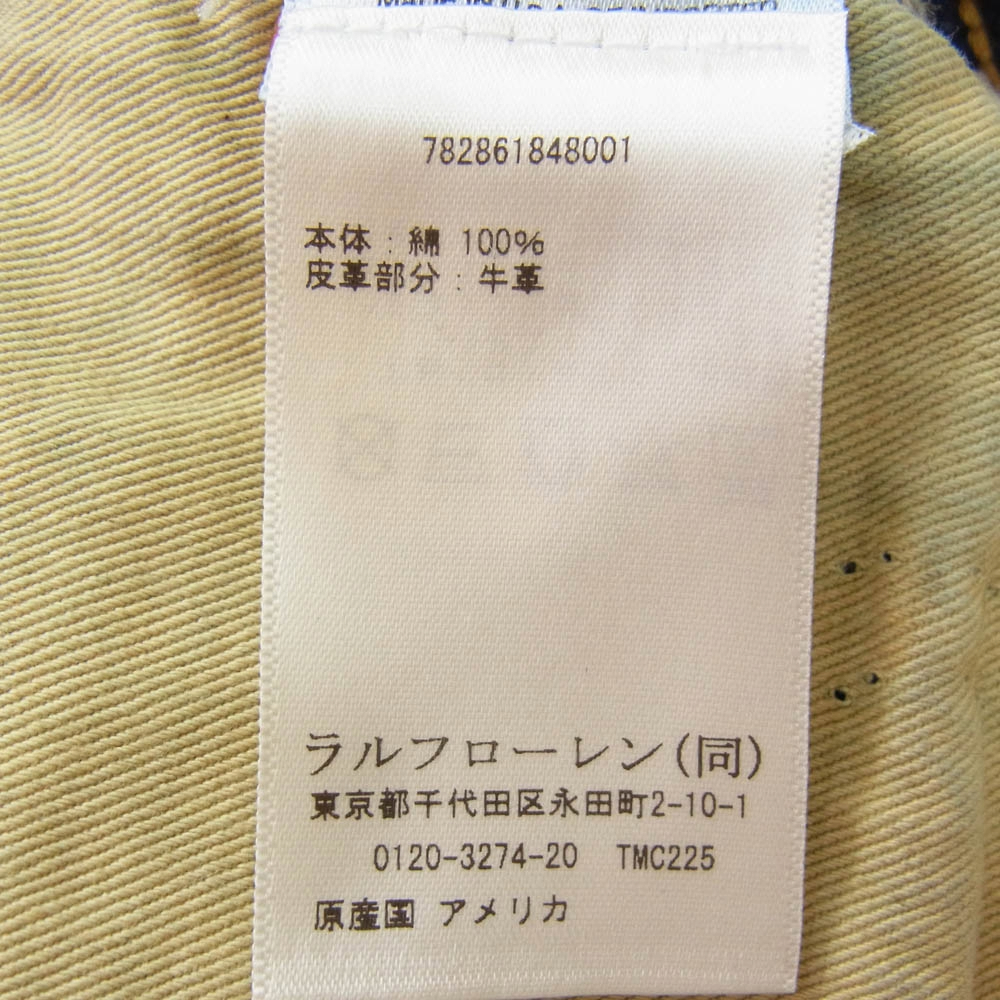 782861848001
本体：綿 100%
皮革部分：牛革
ラルフローレン(同)
東京都千代田区永田町2-10-1
0120-3274-20 TMC225
原産国 アメリカ